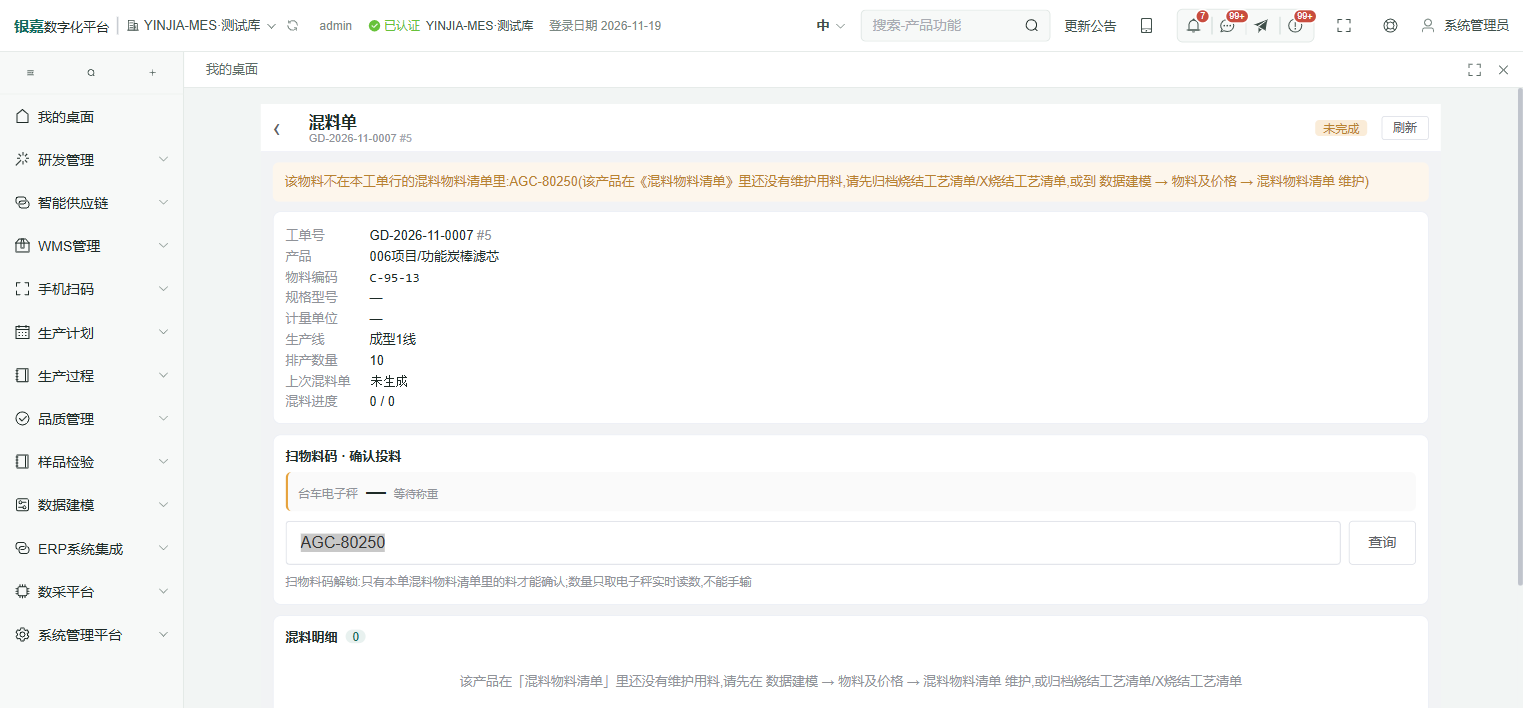 银嘉数字化平台 YINJIA-MES·测试库 admin 已认证 YINJIA-MES·测试库 登录日期 2026-11-19 中 搜索-产品功能 更新公告 7 99+ 99+ 系统管理员
我的桌面
我的桌面
研发管理
智能供应链
WMS管理
手机扫码
生产计划
生产过程
品质管理
样品检验
数据建模
ERP系统集成
数采平台
系统管理平台
混料单
GD-2026-11-0007 #5
未完成 刷新
该物料不在本工单行的混料物料清单里:AGC-80250(该产品在《混料物料清单》里还没有维护用料,请先归档烧结工艺清单/X烧结工艺清单,或到 数据建模 → 物料及价格 → 混料物料清单 维护)
工单号 GD-2026-11-0007 #5
产品 006项目/功能炭棒滤芯
物料编码 C-95-13
规格型号 —
计量单位 —
生产线 成型1线
排产数量 10
上次混料单 未生成
混料进度 0 / 0
扫物料码 · 确认投料
台车电子秤 — 等待称重
AGC-80250 查询
扫物料码解锁:只有本单混料物料清单里的料才能确认;数量只取电子秤实时读数,不能手输
混料明细 0
该产品在「混料物料清单」里还没有维护用料,请先在 数据建模 → 物料及价格 → 混料物料清单 维护,或归档烧结工艺清单/X烧结工艺清单